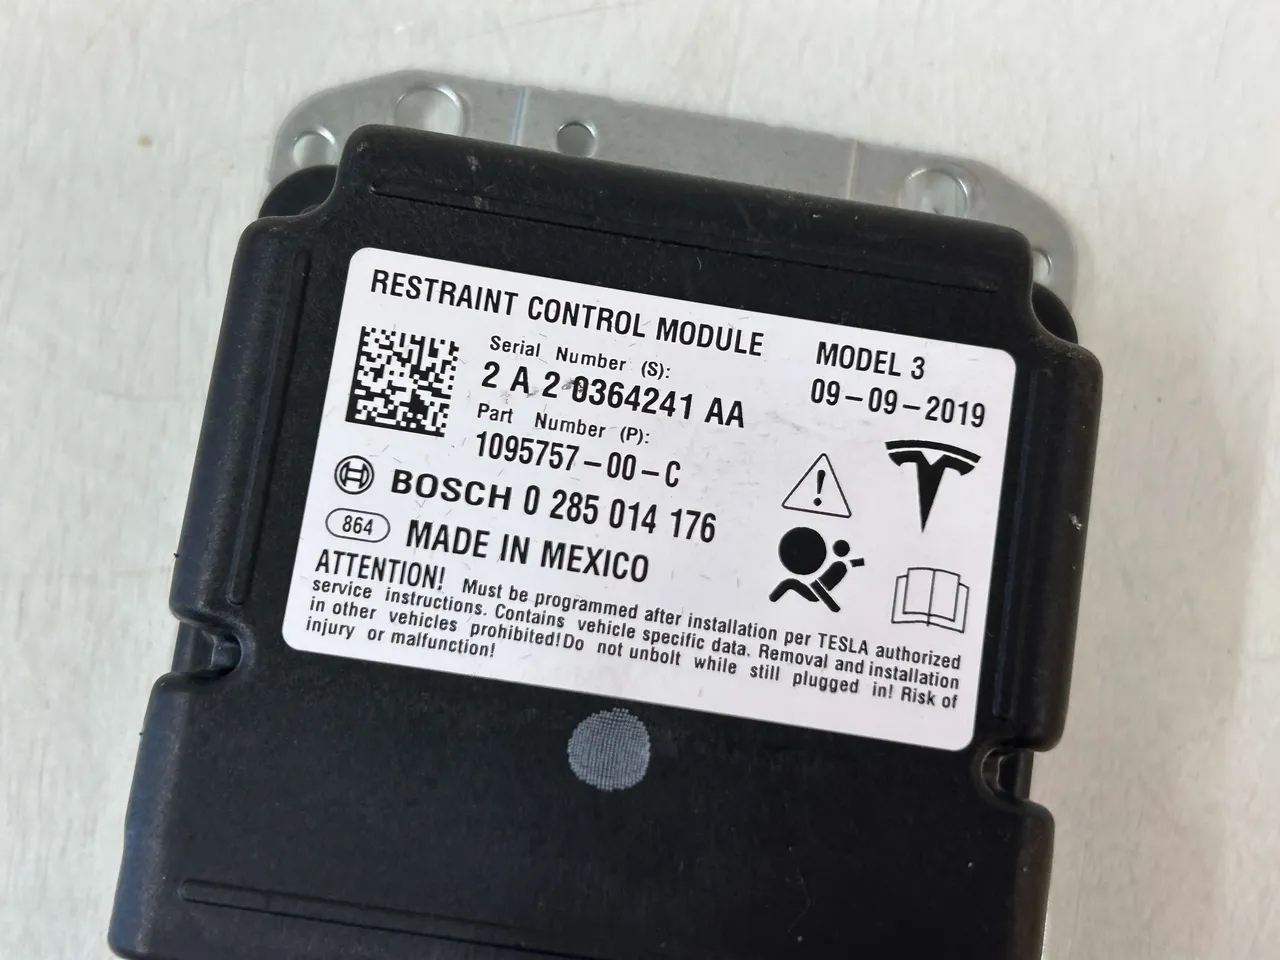 RESTRAINT CONTROL MODULE
MODEL 3
Serial Number (S):
2 A 2 0364241 AA
09-09-2019
Part Number (P):
1095757-00-C
BOSCH 0 285 014 176
864 MADE IN MEXICO
ATTENTION! Must be programmed after installation per TESLA authorized
service instructions. Contains vehicle specific data. Removal and installation
in other vehicles prohibited! Do not unbolt while still plugged in! Risk of
injury or malfunction!